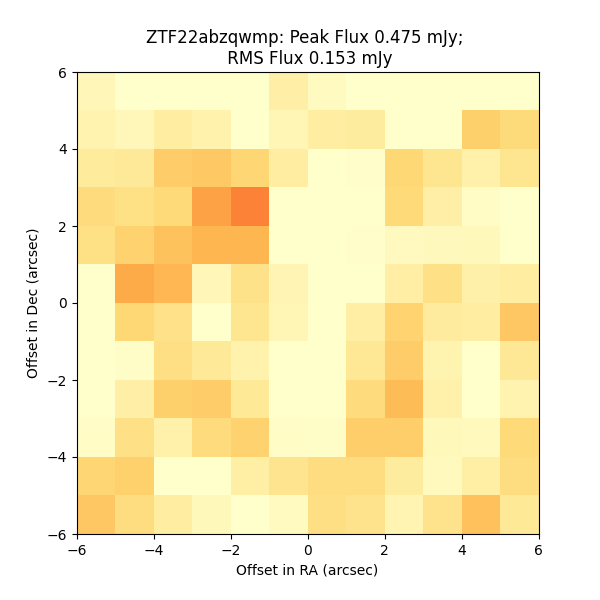 ZTF22abzqwmp: Peak Flux 0.475 mJy;
RMS Flux 0.153 mJy
6
4
2
0
−2
−4
−6
Offset in Dec (arcsec)
−6 −4 −2 0 2 4 6
Offset in RA (arcsec)